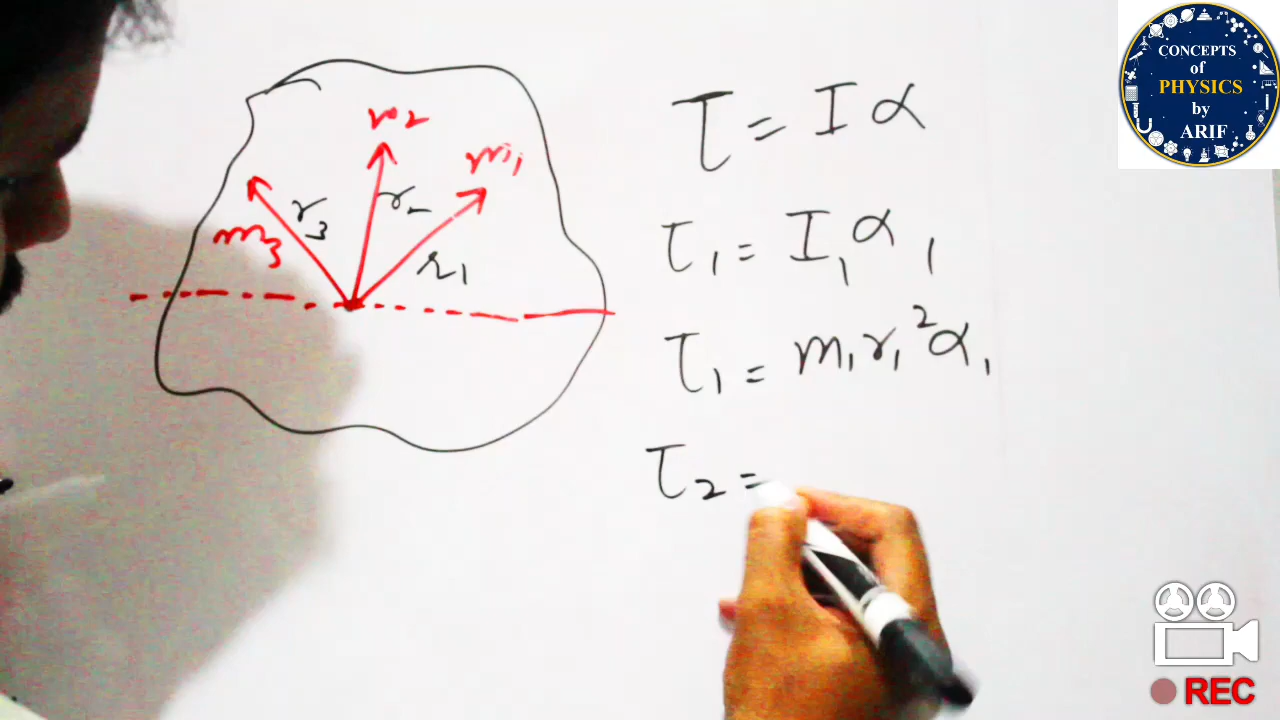 CONCEPTS
of
PHYSICS
by
ARIF
m₂
m₁
r₃
r₂
m₃
r₁
τ = Iα
τ₁ = I₁α₁
τ₁ = m₁r₁²α₁
τ₂ =
REC